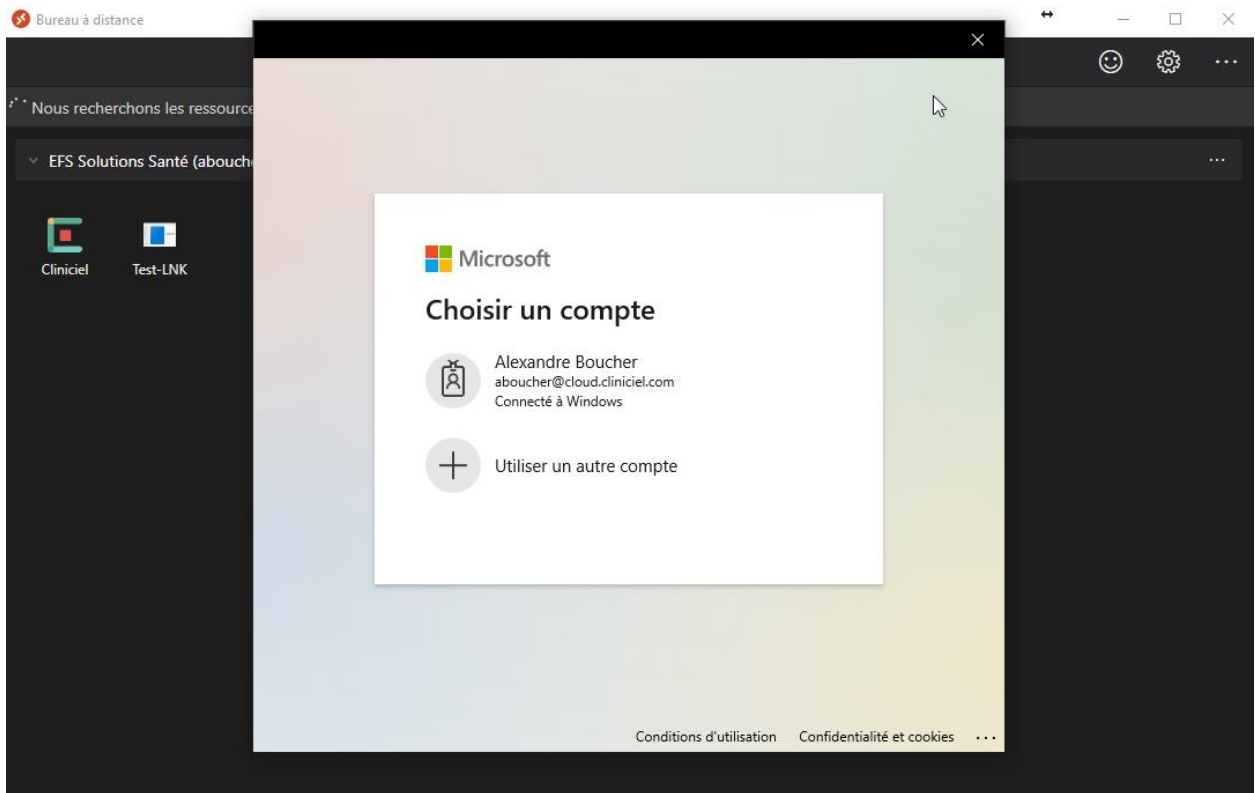 Bureau à distance
Nous recherchons les ressource
EFS Solutions Santé (abouche
Cliniciel
Test-LNK
Microsoft
Choisir un compte
Alexandre Boucher
aboucher@cloud.cliniciel.com
Connecté à Windows
Utiliser un autre compte
Conditions d'utilisation Confidentialité et cookies